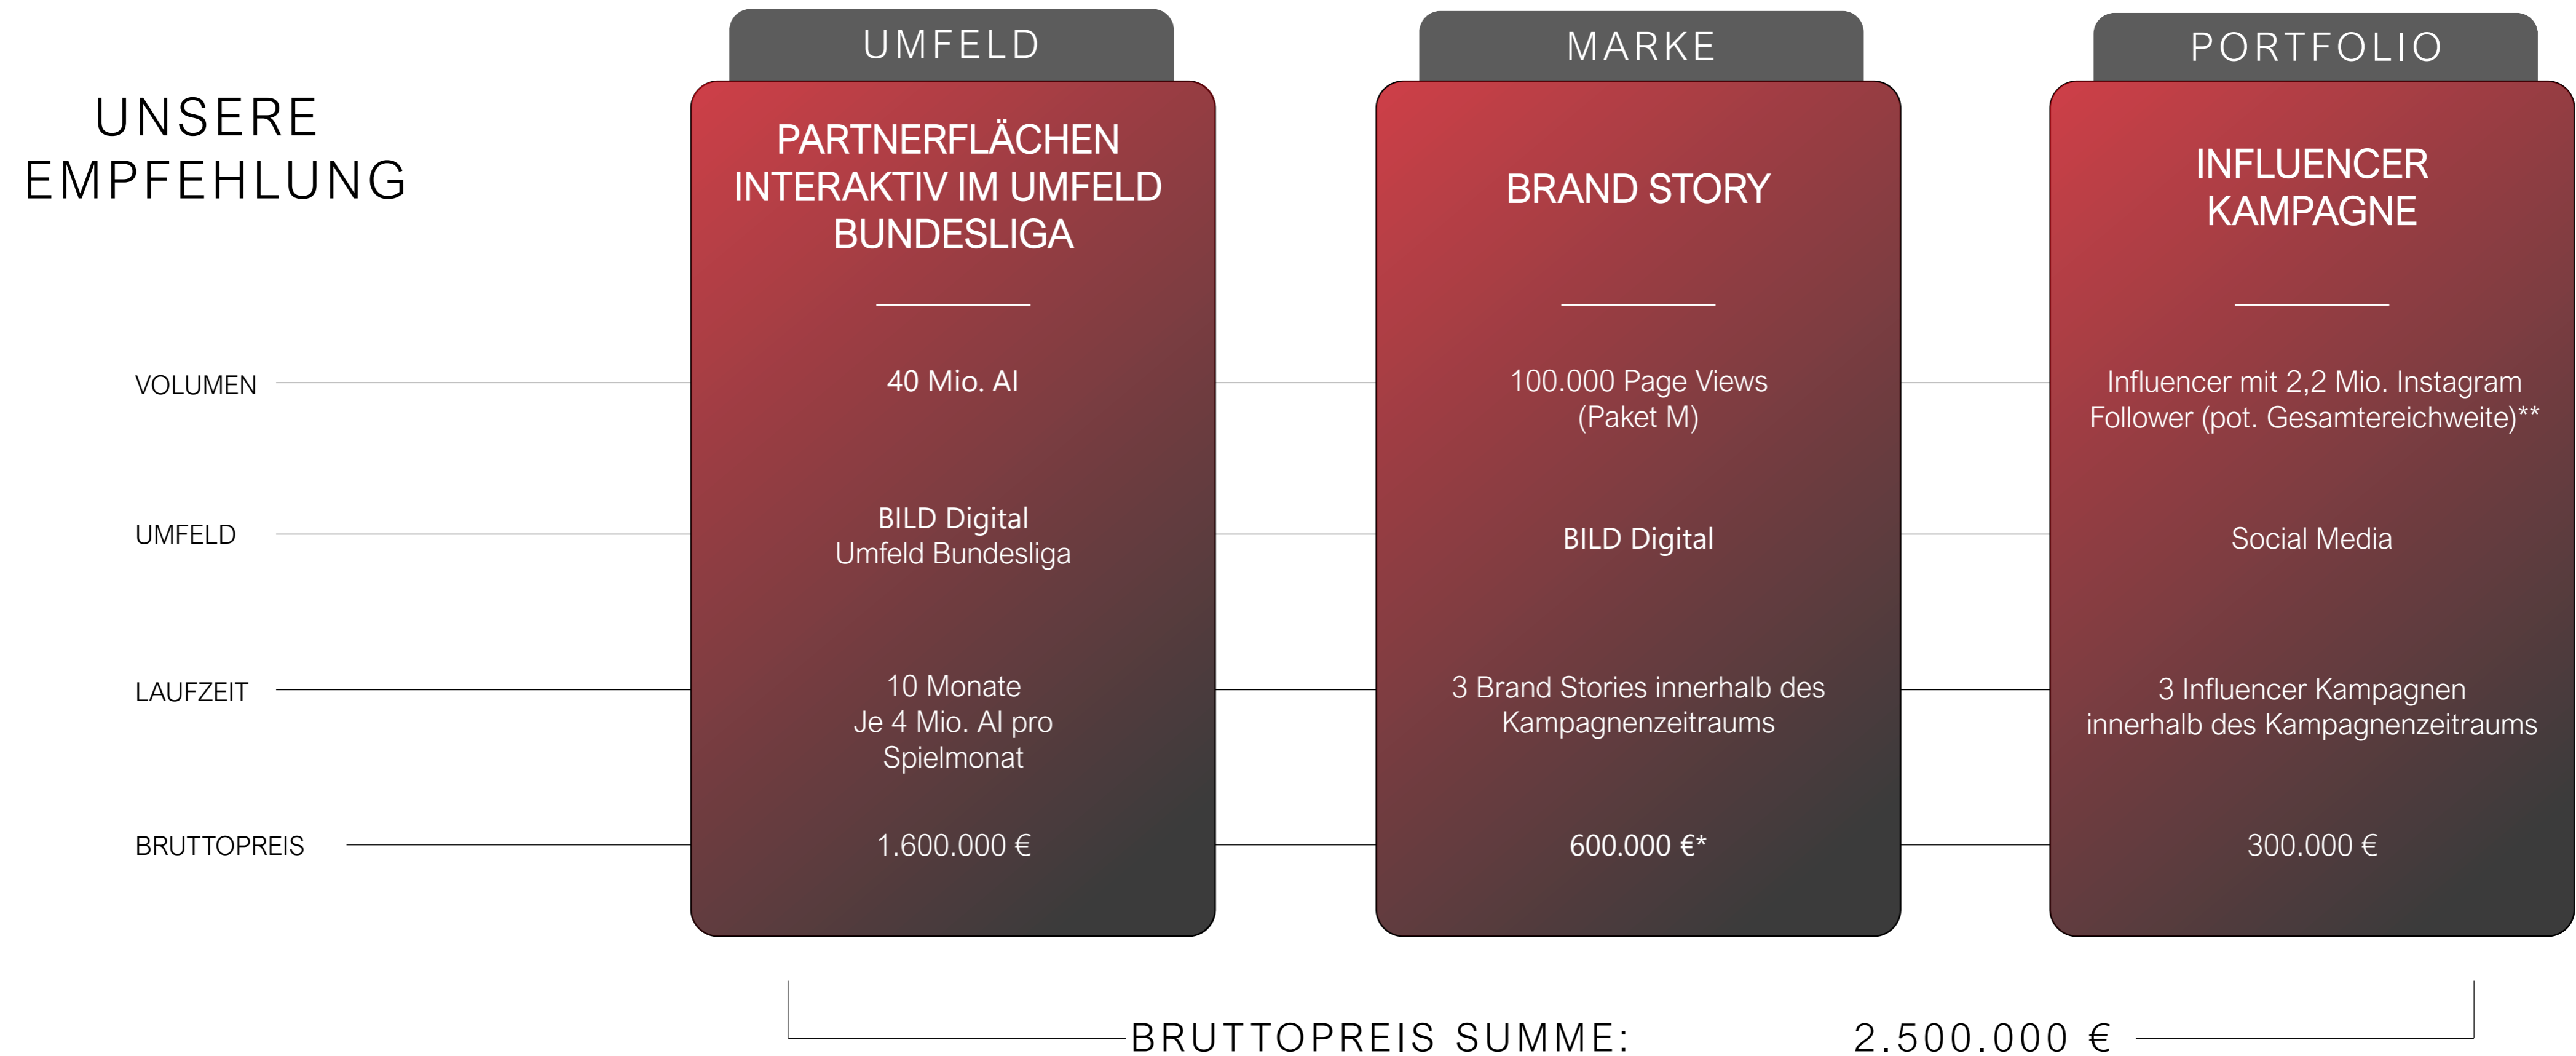 UNSERE
EMPFEHLUNG
UMFELD
PARTNERFLÄCHEN
INTERAKTIV IM UMFELD
BUNDESLIGA
MARKE
BRAND STORY
PORTFOLIO
INFLUENCER
KAMPAGNE
VOLUMEN
40 Mio. AI
100.000 Page Views
(Paket M)
Influencer mit 2,2 Mio. Instagram
Follower (pot. Gesamtereichweite)**
UMFELD
BILD Digital
Umfeld Bundesliga
BILD Digital
Social Media
LAUFZEIT
10 Monate
Je 4 Mio. AI pro
Spielmonat
3 Brand Stories innerhalb des
Kampagnenzeitraums
3 Influencer Kampagnen
innerhalb des Kampagnenzeitraums
BRUTTOPREIS
1.600.000 €
600.000 €*
300.000 €
BRUTTOPREIS SUMME: 2.500.000 €